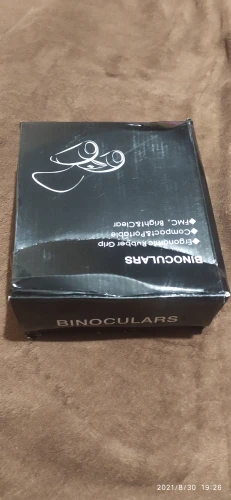 BINOCULARS
◆Ergonomic Rubber Grip
◆Compact&Portable
◆FMC, Bright&Clear
BINOCULARS
2021/8/30 19:26